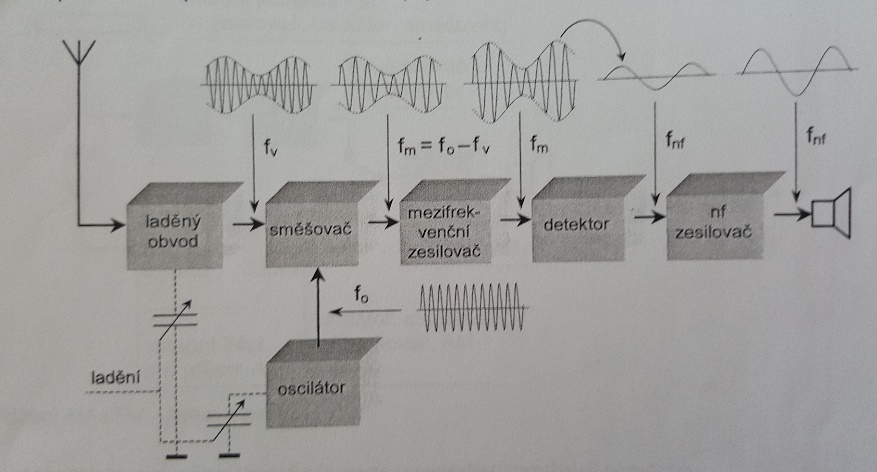 f_v
f_m = f_o – f_v
f_m
f_nf
f_nf
laděný
obvod
směšovač
mezifrek-
venční
zesilovač
detektor
nf
zesilovač
f_o
ladění
oscilátor